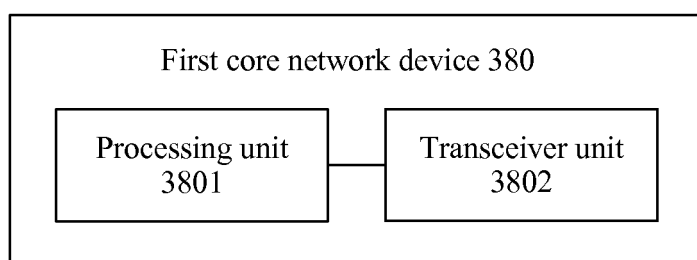 First core network device 380
Processing unit
3801
Transceiver unit
3802